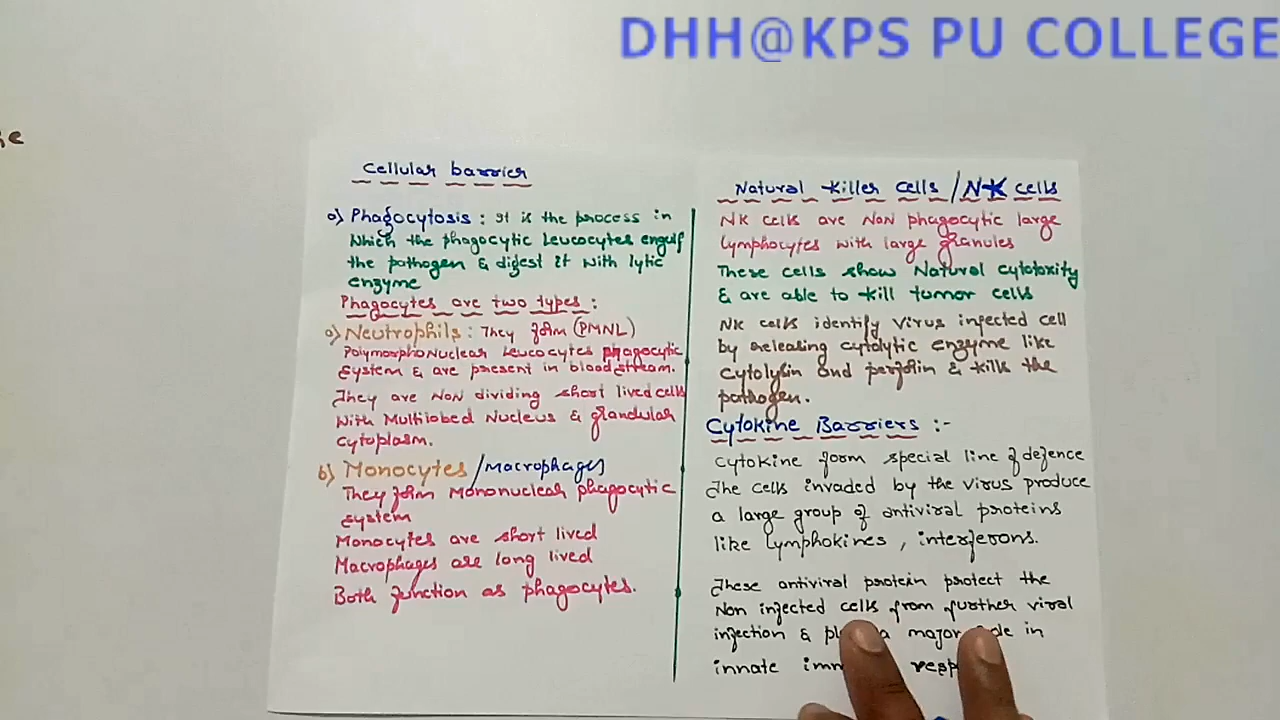 DHH@KPS PU COLLEGE
Cellular barrier
a) Phagocytosis : It is the process in
Which the phagocytic Leucocytes engulf
the pathogen & digest it with lytic
enzyme
Phagocytes are two types :
a) Neutrophils : They form (PMNL)
PolymorphoNuclear Leucocytes phagocytic
System & are present in blood stream.
They are NON dividing short lived cells
With Multilobed Nucleus & glandular
cytoplasm.
b) Monocytes / Macrophages
They form Mononuclear phagocytic
system
Monocytes are short lived
Macrophages are long lived
Both function as phagocytes.
Natural Killer Cells / NK cells
NK cells are NON phagocytic large
lymphocytes with large granules
These cells show Natural cytotoxity
& are able to kill tumor cells
NK cells identify virus infected cell
by releasing cytolytic enzyme like
Cytolysin and perforin & kills the
pathogen.
Cytokine Barriers :-
Cytokine form special line of defence
The cells invaded by the virus produce
a large group of antiviral proteins
like Lymphokines , interferons.
These antiviral protein protect the
Non infected cells from further viral
infection & a major in
innate